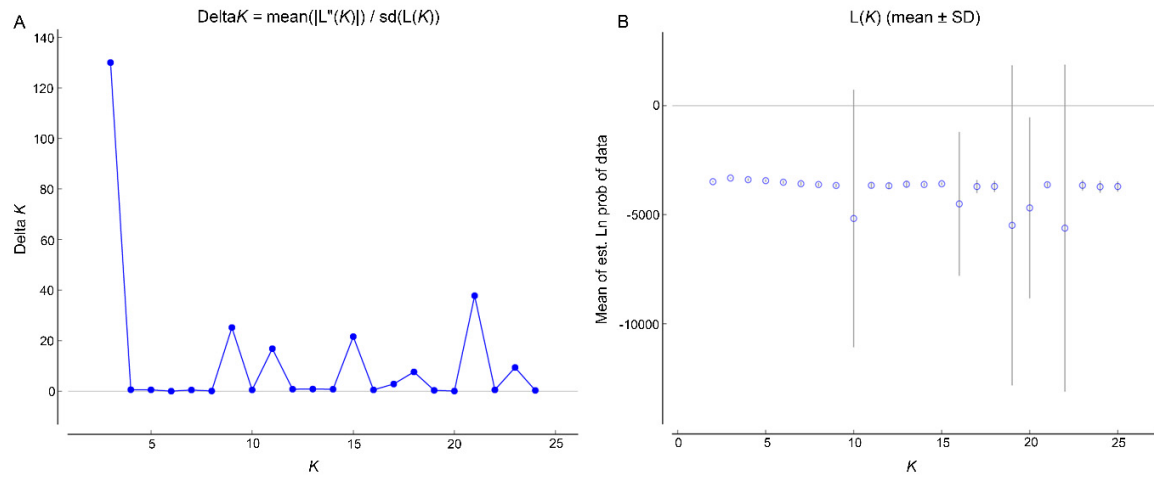 A
DeltaK = mean(|L"(K)|) / sd(L(K))
140
120
100
80
60
40
20
0
Delta K
5
10
15
20
25
K
B
L(K) (mean ± SD)
0
-5000
-10000
Mean of est. Ln prob of data
0
5
10
15
20
25
K